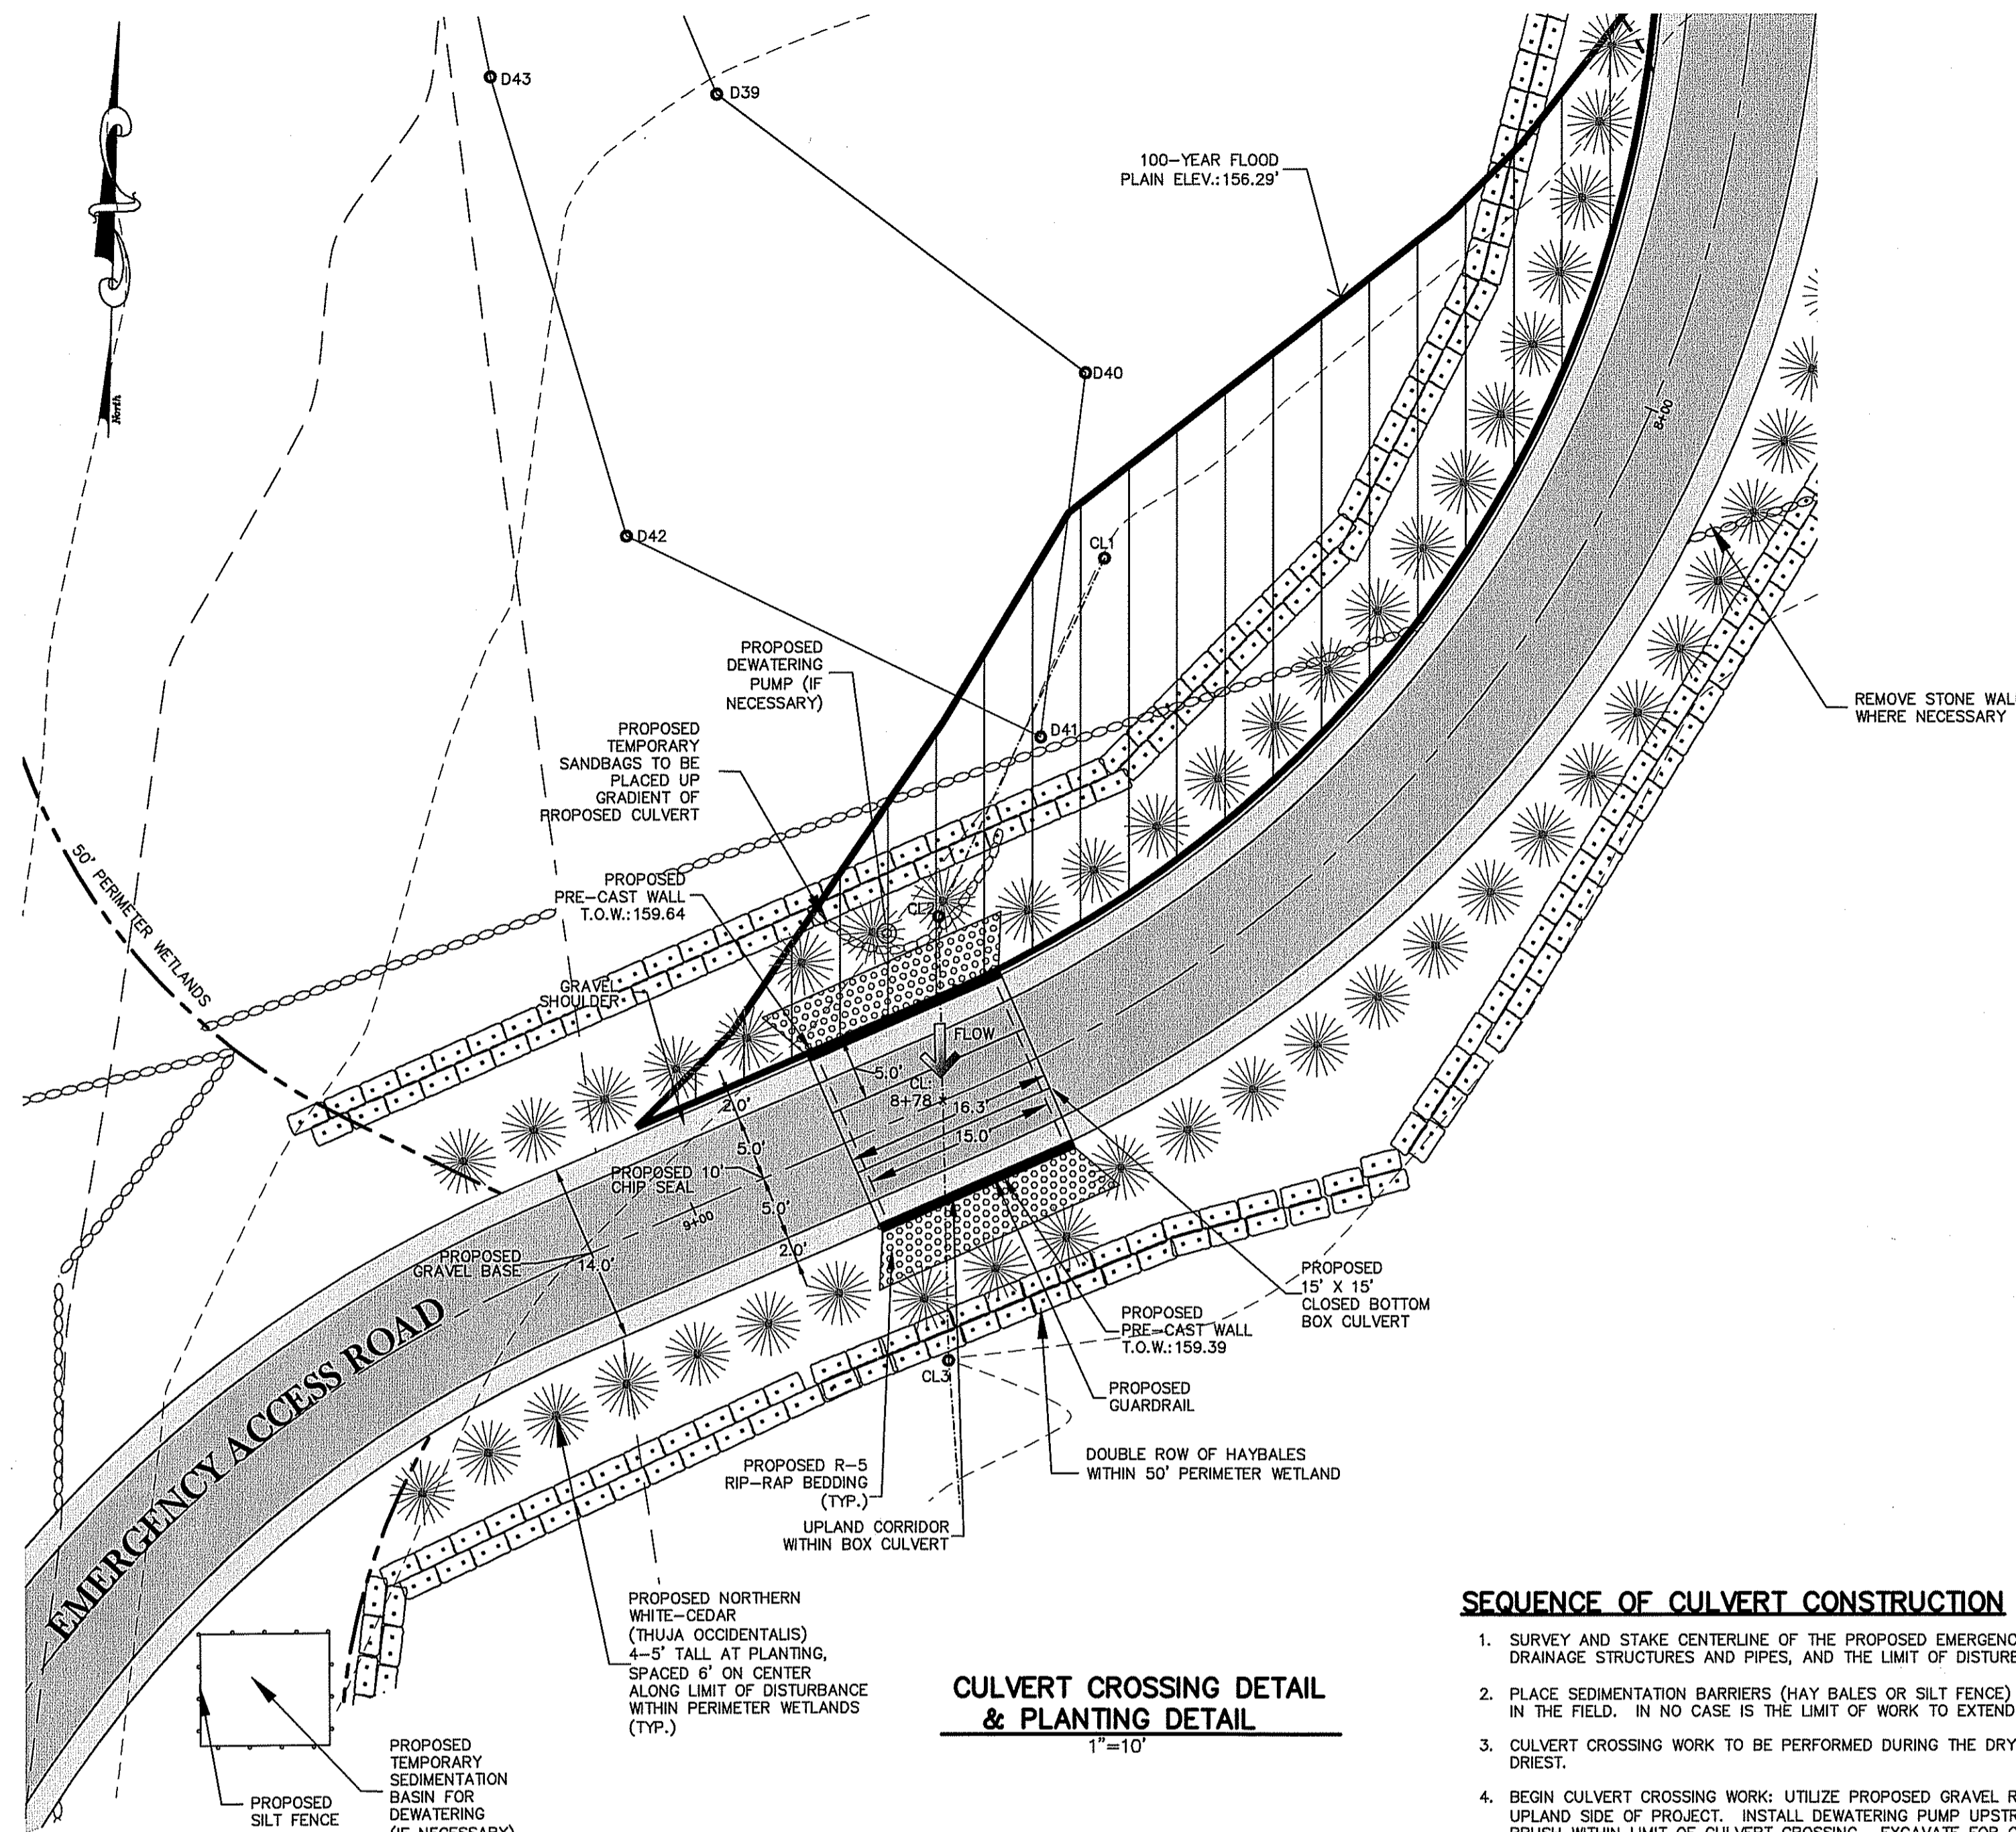 North
D43
D39
100-YEAR FLOOD
PLAIN ELEV.:156.29'
D40
8+00
D42
CL1
PROPOSED
DEWATERING
PUMP (IF
NECESSARY)
D41
REMOVE STONE WAL
WHERE NECESSARY
PROPOSED
TEMPORARY
SANDBAGS TO BE
PLACED UP
GRADIENT OF
PROPOSED CULVERT
50' PERIMETER WETLANDS
PROPOSED
PRE-CAST WALL
T.O.W.:159.64
CL2
GRAVEL
SHOULDER
FLOW
5.0'
CL:
8+78
16.3'
15.0'
2.0'
5.0'
PROPOSED 10'
CHIP SEAL
5.0'
9+00
2.0'
PROPOSED
GRAVEL BASE
14.0'
PROPOSED
15' X 15'
CLOSED BOTTOM
BOX CULVERT
PROPOSED
PRE-CAST WALL
T.O.W.:159.39
CL3
PROPOSED
GUARDRAIL
EMERGENCY ACCESS ROAD
DOUBLE ROW OF HAYBALES
WITHIN 50' PERIMETER WETLAND
PROPOSED R-5
RIP-RAP BEDDING
(TYP.)
UPLAND CORRIDOR
WITHIN BOX CULVERT
PROPOSED NORTHERN
WHITE-CEDAR
(THUJA OCCIDENTALIS)
4-5' TALL AT PLANTING,
SPACED 6' ON CENTER
ALONG LIMIT OF DISTURBANCE
WITHIN PERIMETER WETLANDS
(TYP.)
PROPOSED
SILT FENCE
PROPOSED
TEMPORARY
SEDIMENTATION
BASIN FOR
DEWATERING
(IF NECESSARY)
CULVERT CROSSING DETAIL
& PLANTING DETAIL
1"=10'
SEQUENCE OF CULVERT CONSTRUCTION
1. SURVEY AND STAKE CENTERLINE OF THE PROPOSED EMERGENC
DRAINAGE STRUCTURES AND PIPES, AND THE LIMIT OF DISTURB
2. PLACE SEDIMENTATION BARRIERS (HAY BALES OR SILT FENCE)
IN THE FIELD. IN NO CASE IS THE LIMIT OF WORK TO EXTEND
3. CULVERT CROSSING WORK TO BE PERFORMED DURING THE DRY
DRIEST.
4. BEGIN CULVERT CROSSING WORK: UTILIZE PROPOSED GRAVEL R
UPLAND SIDE OF PROJECT. INSTALL DEWATERING PUMP UPSTR
BRUSH WITHIN LIMIT OF CULVERT CROSSING. EXCAVATE FOR